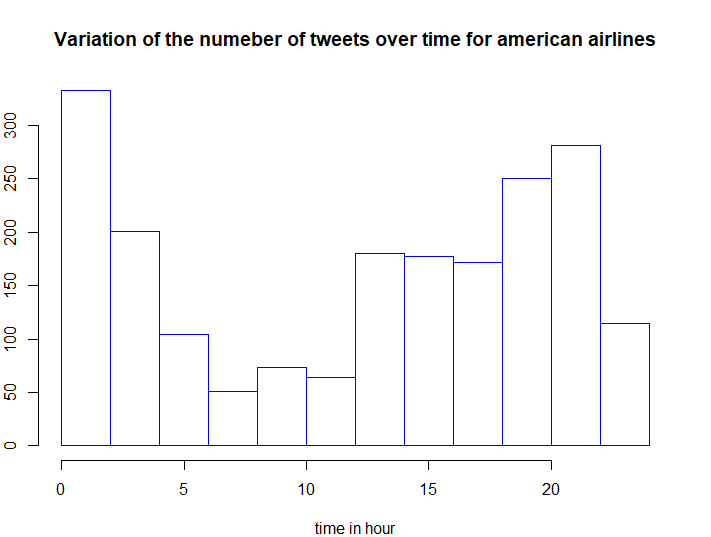 Variation of the numeber of tweets over time for american airlines
300
250
200
150
100
50
0
0 5 10 15 20
time in hour